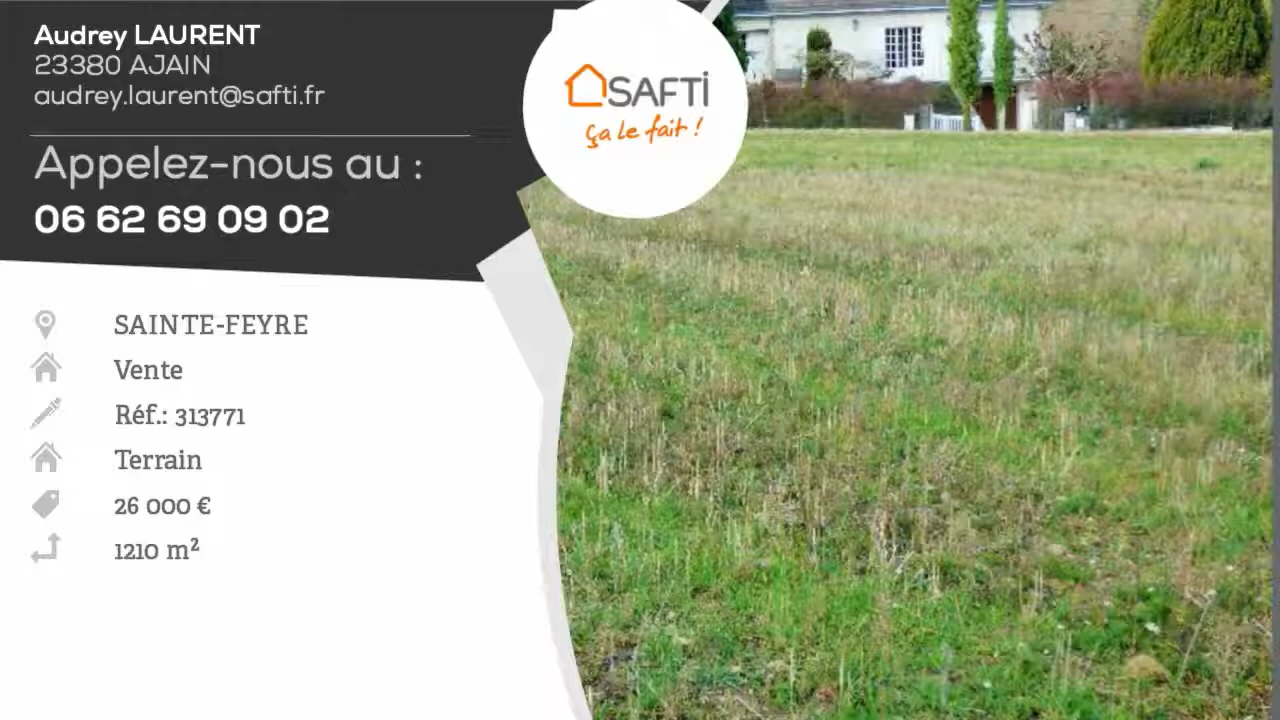 Audrey LAURENT
23380 AJAIN
audrey.laurent@safti.fr
Appelez-nous au :
06 62 69 09 02
SAFTi
ça le fait !
SAINTE-FEYRE
Vente
Réf.: 313771
Terrain
26 000 €
1210 m²